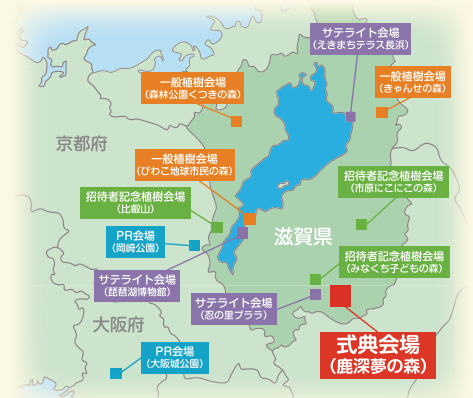 サテライト会場
（えきまちテラス長浜）
一般植樹会場
（きゃんせの森）
一般植樹会場
（森林公園くつきの森）
京都府
一般植樹会場
（びわこ地球市民の森）
招待者記念植樹会場
（市原にこにこの森）
招待者記念植樹会場
（比叡山）
PR会場
（岡崎公園）
滋賀県
招待者記念植樹会場
（みなくち子どもの森）
サテライト会場
（琵琶湖博物館）
サテライト会場
（忍の里プララ）
大阪府
式典会場
（鹿深夢の森）
PR会場
（大阪城公園）